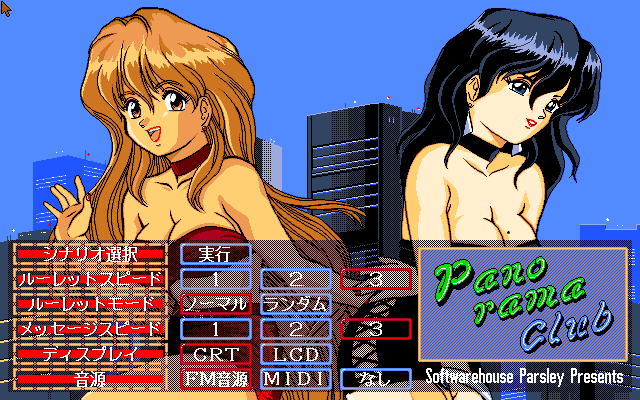 シナリオ選択 実行
ルーレットスピード 1 2 3
ルーレットモード ノーマル ランダム
メッセージスピード 1 2 3
ディスプレイ CRT LCD
音源 FM音源 MIDI なし
Pano
rama
Club
Softwarehouse Parsley Presents